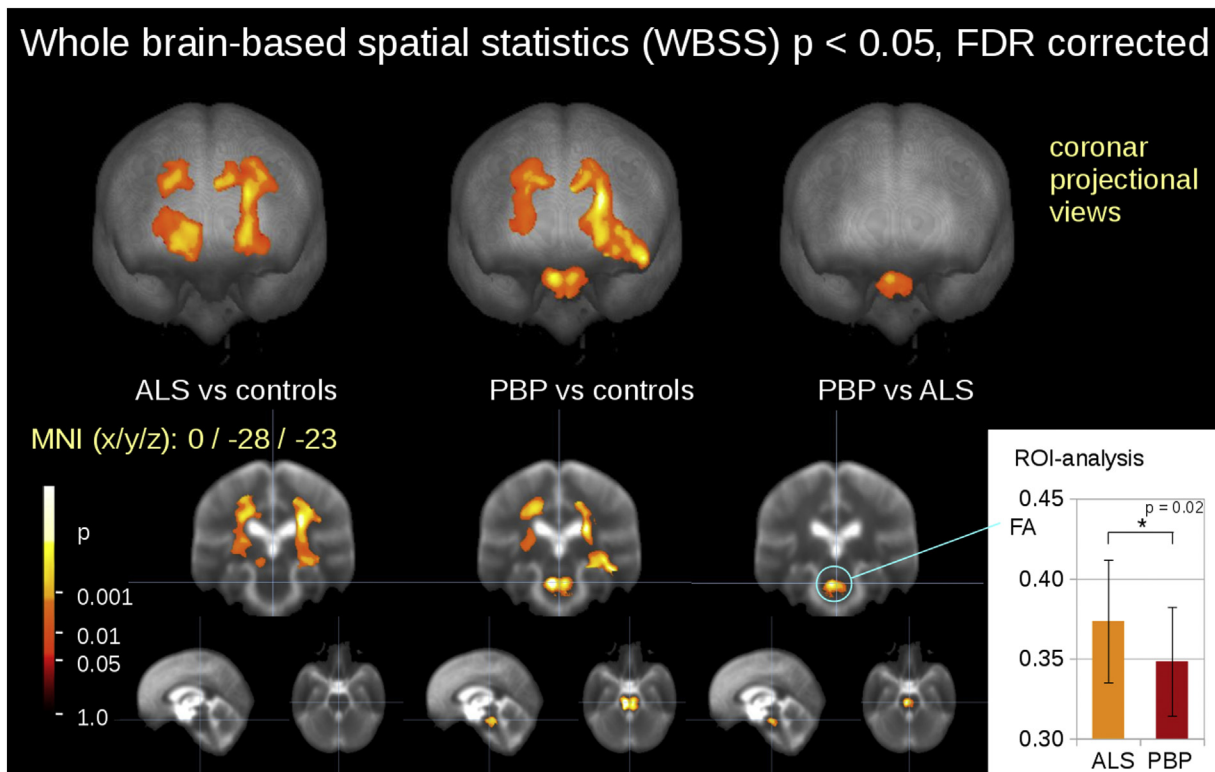 Whole brain-based spatial statistics (WBSS) p < 0.05, FDR corrected
coronar
projectional
views
ALS vs controls
PBP vs controls
PBP vs ALS
MNI (x/y/z): 0 / -28 / -23
p
0.001
0.01
0.05
1.0
ROI-analysis
0.45
p = 0.02
FA
*
0.40
0.35
0.30
ALS
PBP